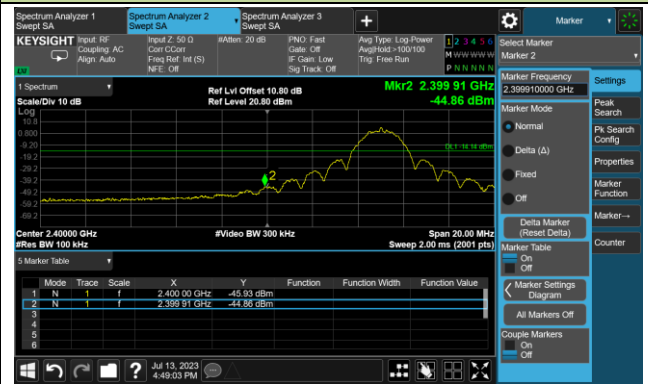 Spectrum Analyzer 1
Swept SA
Spectrum Analyzer 2
Swept SA
Spectrum Analyzer 3
Swept SA
Marker
KEYSIGHT
Input: RF
Coupling: AC
Align: Auto
Input Z: 50 Ω
Corr CCorr
Freq Ref: Int (S)
NFE: Off
#Atten: 20 dB
PNO: Fast
Gate: Off
IF Gain: Low
Sig Track: Off
Avg Type: Log-Power
Avg|Hold:>100/100
Trig: Free Run
1 2 3 4 5 6
M W W W W W
P N N N N N
LU
Select Marker
Marker 2
1 Spectrum
Scale/Div 10 dB
Ref Lvl Offset 10.80 dB
Ref Level 20.80 dBm
Mkr2 2.399 91 GHz
-44.86 dBm
Log
10.8
0.800
-9.20
-19.2
-29.2
-39.2
-49.2
-59.2
-69.2
DL1 -14.14 dBm
2
Center 2.40000 GHz
#Res BW 100 kHz
#Video BW 300 kHz
Span 20.00 MHz
Sweep 2.00 ms (2001 pts)
5 Marker Table
Mode Trace Scale X Y Function Function Width Function Value
1 N 1 f 2.400 00 GHz -45.93 dBm
2 N 1 f 2.399 91 GHz -44.86 dBm
3
4
5
6
Marker Frequency
2.399910000 GHz
Marker Mode
Normal
Delta (Δ)
Fixed
Off
Delta Marker
(Reset Delta)
Marker Table
On
Off
Marker Settings
Diagram
All Markers Off
Couple Markers
On
Off
Settings
Peak
Search
Pk Search
Config
Properties
Marker
Function
Marker→
Counter
?
Jul 13, 2023
4:49:03 PM